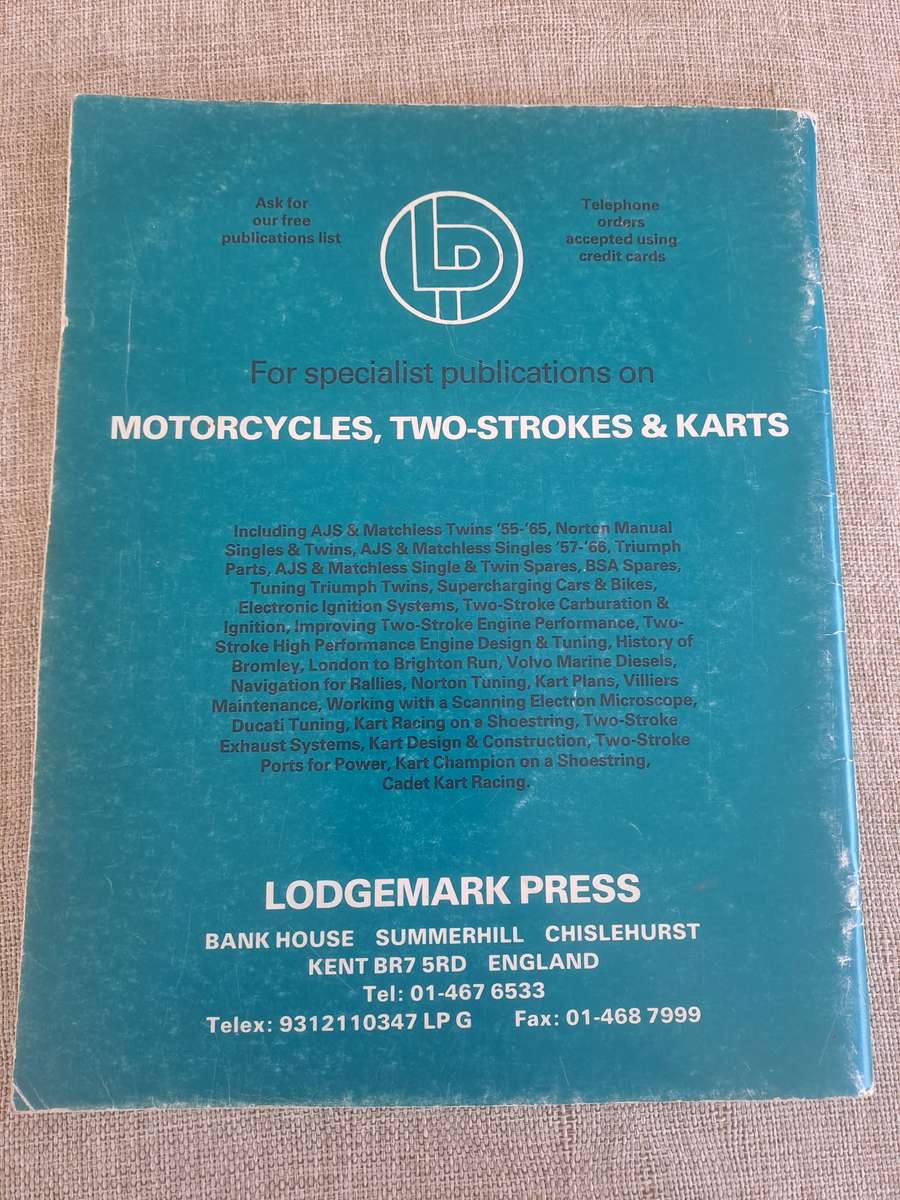 Ask for
our free
publications list
LP
Telephone
orders
accepted using
credit cards
For specialist publications on
MOTORCYCLES, TWO-STROKES & KARTS
Including AJS & Matchless Twins '55-'65, Norton Manual
Singles & Twins, AJS & Matchless Singles '57-'66, Triumph
Parts, AJS & Matchless Single & Twin Spares, BSA Spares,
Tuning Triumph Twins, Supercharging Cars & Bikes,
Electronic Ignition Systems, Two-Stroke Carburation &
Ignition, Improving Two-Stroke Engine Performance, Two-
Stroke High Performance Engine Design & Tuning, History of
Bromley, London to Brighton Run, Volvo Marine Diesels,
Navigation for Rallies, Norton Tuning, Kart Plans, Villiers
Maintenance, Working with a Scanning Electron Microscope,
Ducati Tuning, Kart Racing on a Shoestring, Two-Stroke
Exhaust Systems, Kart Design & Construction, Two-Stroke
Ports for Power, Kart Champion on a Shoestring,
Cadet Kart Racing.
LODGEMARK PRESS
BANK HOUSE SUMMERHILL CHISLEHURST
KENT BR7 5RD ENGLAND
Tel: 01-467 6533
Telex: 9312110347 LP G Fax: 01-468 7999